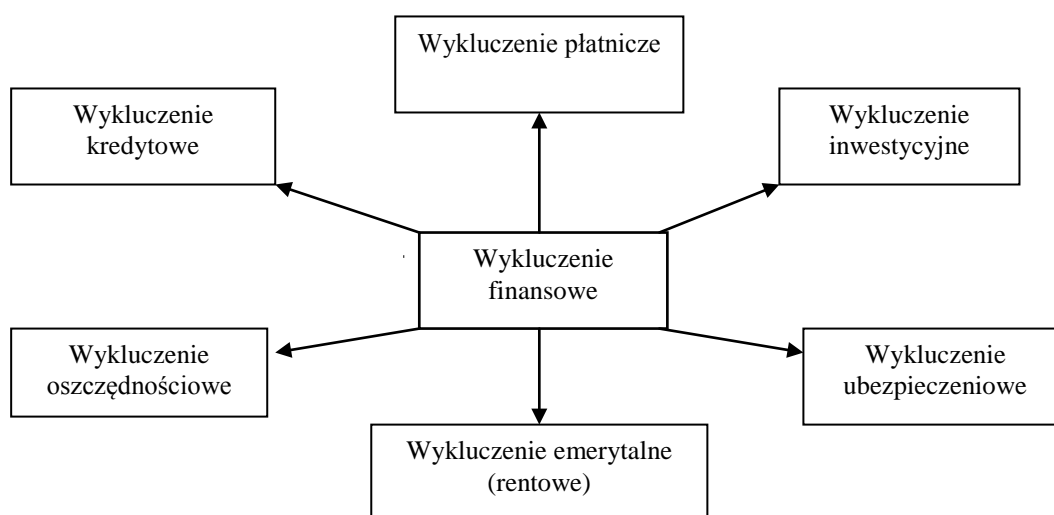 Wykluczenie płatnicze
Wykluczenie
kredytowe
Wykluczenie
inwestycyjne
Wykluczenie
finansowe
Wykluczenie
oszczędnościowe
Wykluczenie
ubezpieczeniowe
Wykluczenie emerytalne
(rentowe)